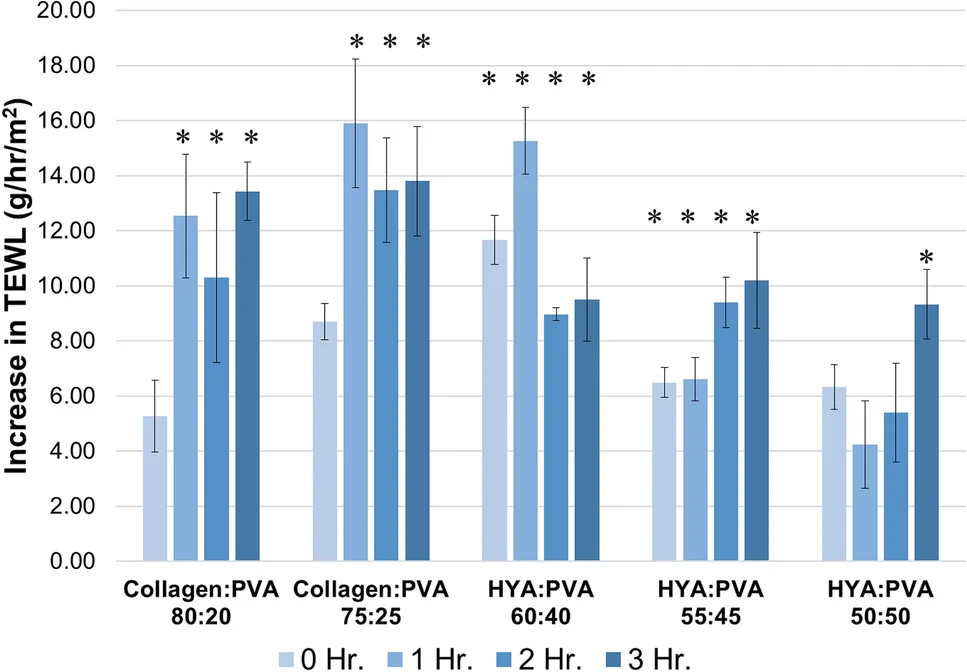 20.00
18.00
16.00
14.00
12.00
10.00
8.00
6.00
4.00
2.00
0.00
Increase in TEWL (g/hr/m²)
* * *
* * *
* * * *
* * * *
*
Collagen:PVA Collagen:PVA HYA:PVA HYA:PVA HYA:PVA
80:20 75:25 60:40 55:45 50:50
0 Hr. 1 Hr. 2 Hr. 3 Hr.